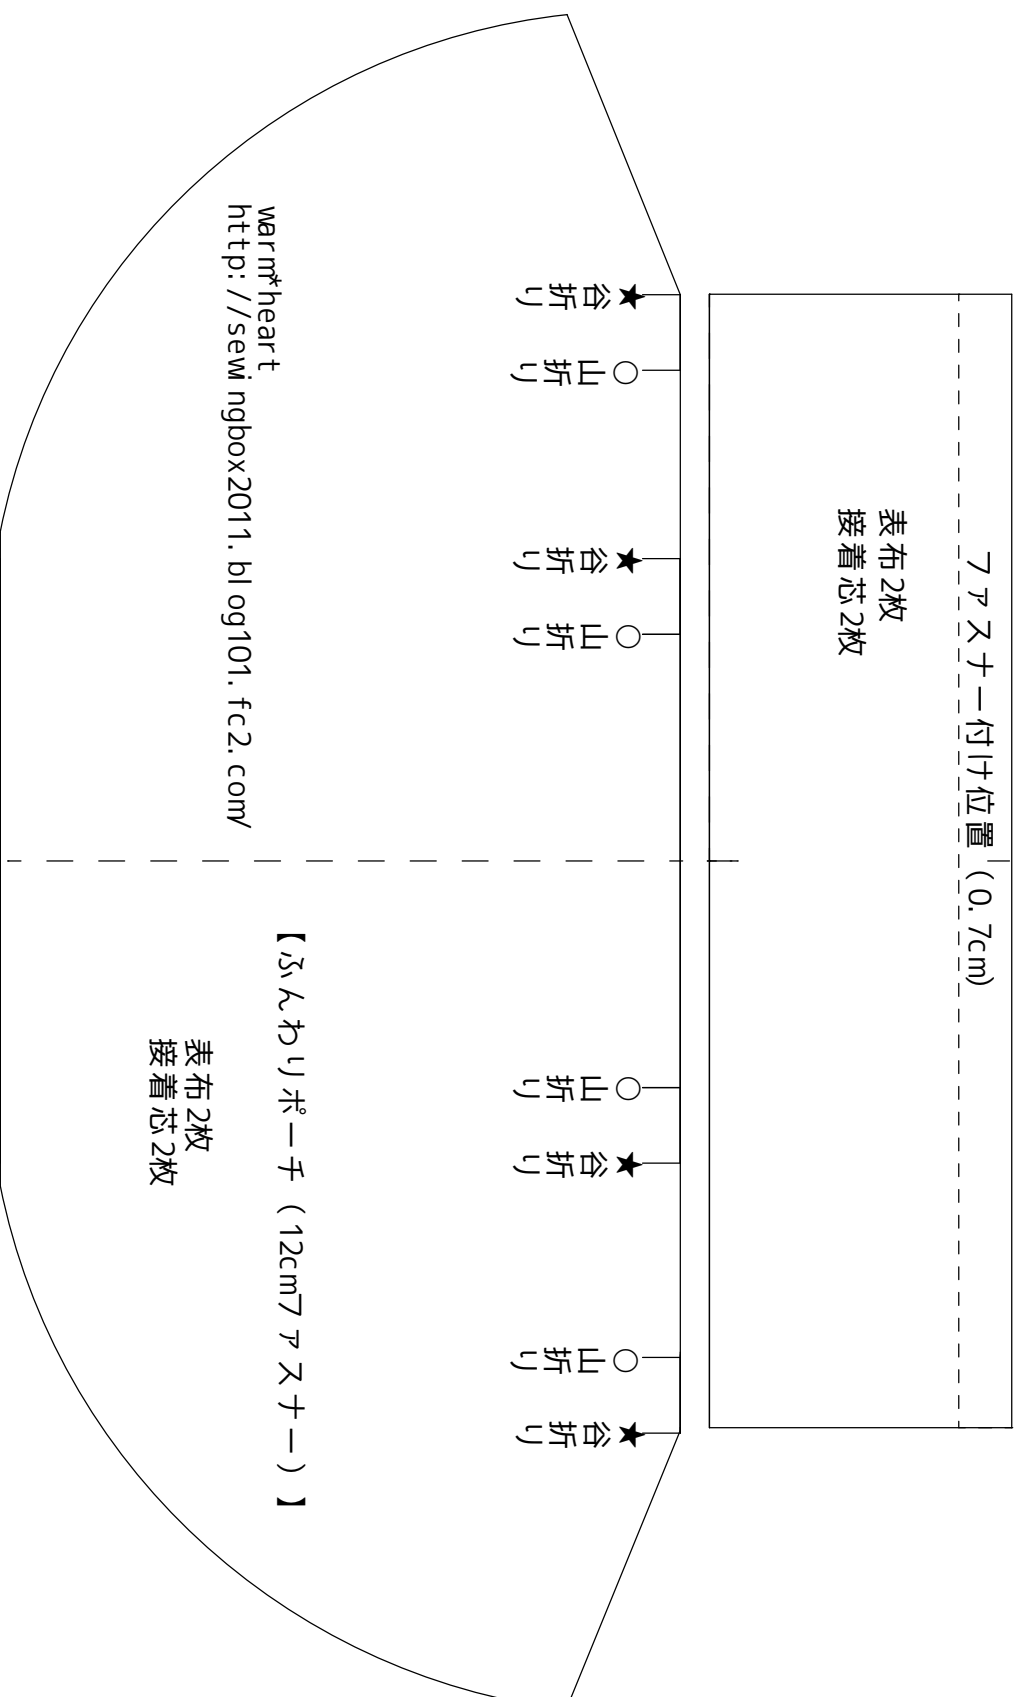 ファスナー付け位置（0.7cm）
表布2枚
接着芯2枚
★谷折り
○山折り
★谷折り
○山折り
○山折り
★谷折り
○山折り
★谷折り
【ふんわりポーチ（12cmファスナー）】
warm*heart
http://sewingbox2011.blog101.fc2.com/
表布2枚
接着芯2枚